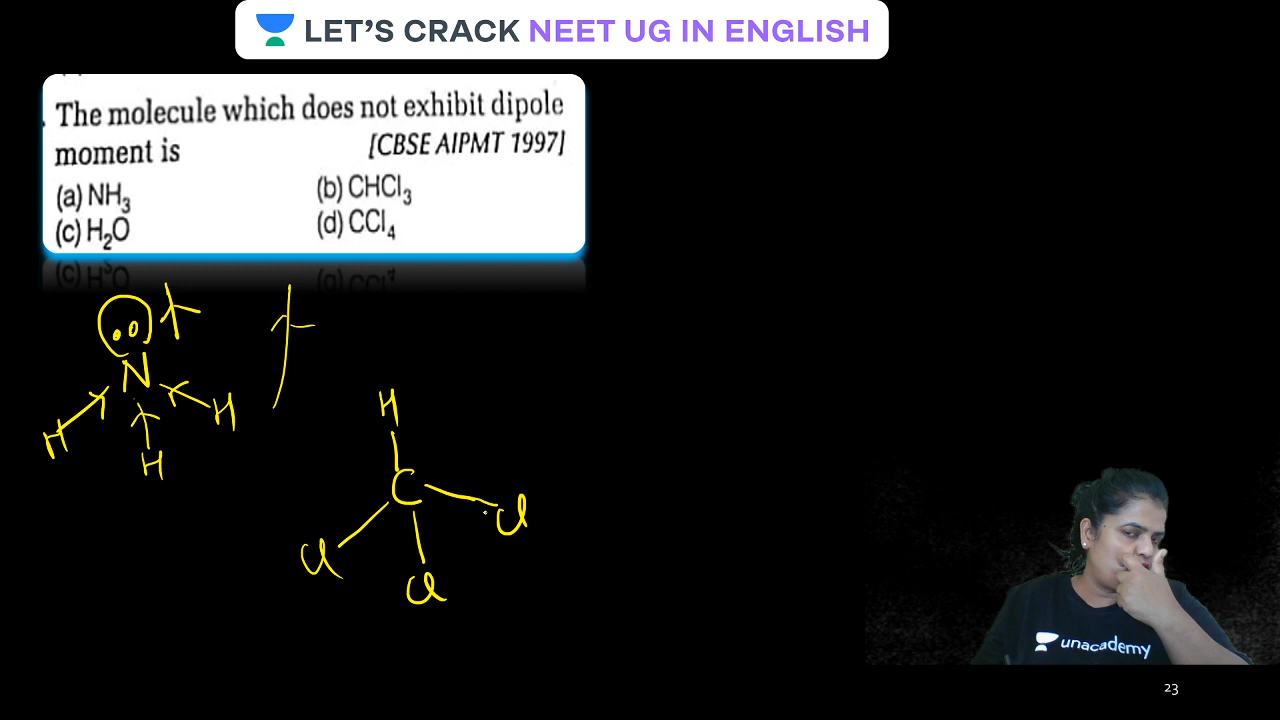 LET'S CRACK NEET UG IN ENGLISH
. The molecule which does not exhibit dipole
moment is [CBSE AIPMT 1997]
(a) NH₃ (b) CHCl₃
(c) H₂O (d) CCl₄
N
H H
H
H
C
Cl Cl
Cl
unacademy
23